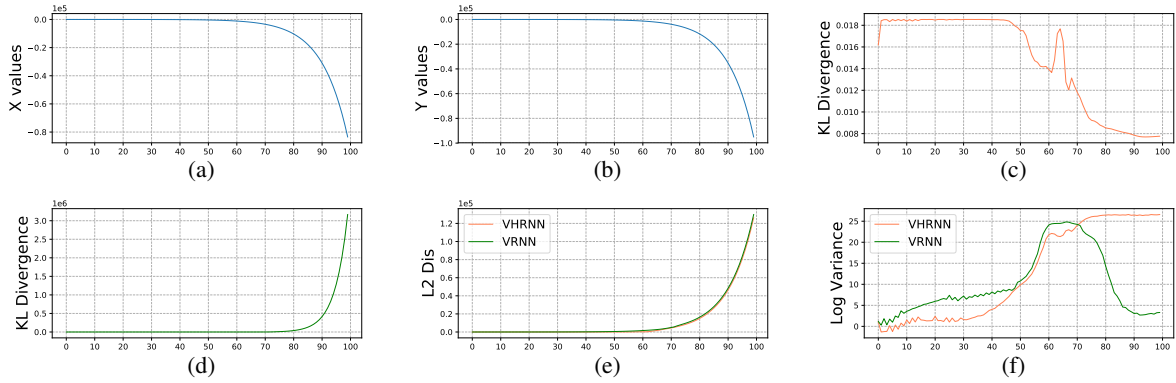 1e5
0.0
−0.2
−0.4
−0.6
−0.8
X values
0 10 20 30 40 50 60 70 80 90 100
(a)
1e5
0.0
−0.2
−0.4
−0.6
−0.8
−1.0
Y values
0 10 20 30 40 50 60 70 80 90 100
(b)
0.018
0.016
0.014
0.012
0.010
0.008
KL Divergence
0 10 20 30 40 50 60 70 80 90 100
(c)
1e6
3.0
2.5
2.0
1.5
1.0
0.5
0.0
KL Divergence
0 10 20 30 40 50 60 70 80 90 100
(d)
1e5
1.2
1.0
0.8
0.6
0.4
0.2
0.0
L2 Dis
VHRNN
VRNN
0 10 20 30 40 50 60 70 80 90 100
(e)
25
20
15
10
5
0
Log Variance
VHRNN
VRNN
0 10 20 30 40 50 60 70 80 90 100
(f)